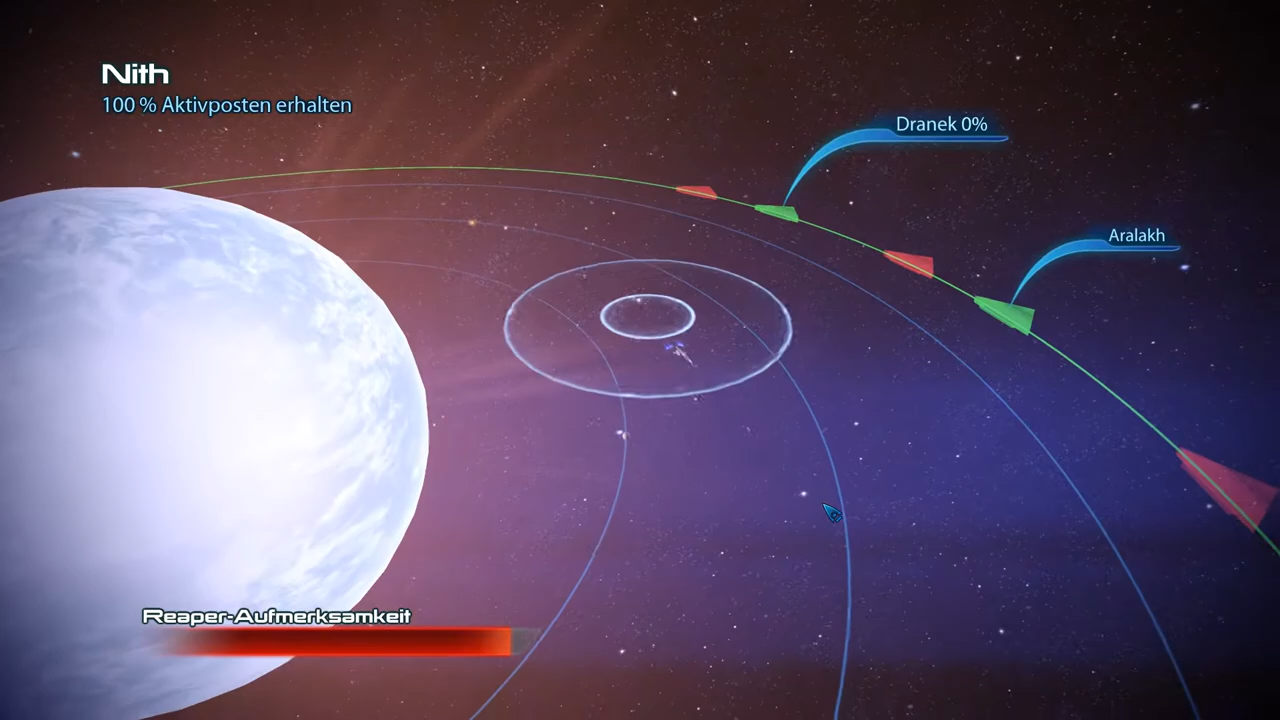 Nith
100 % Aktivposten erhalten
Dranek 0%
Aralakh
Reaper-Aufmerksamkeit